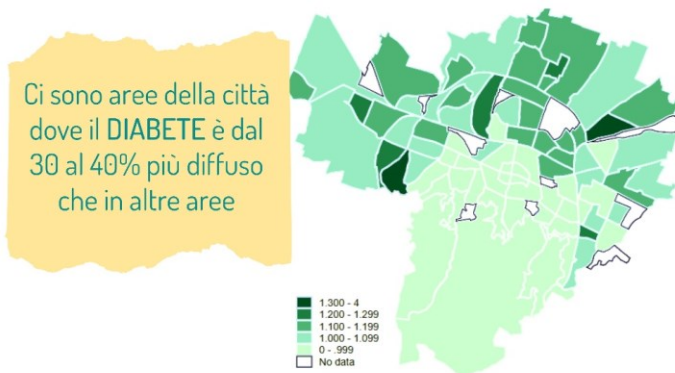 Ci sono aree della città
dove il DIABETE è dal
30 al 40% più diffuso
che in altre aree
1.300 - 4
1.200 - 1.299
1.100 - 1.199
1.000 - 1.099
0 - .999
No data